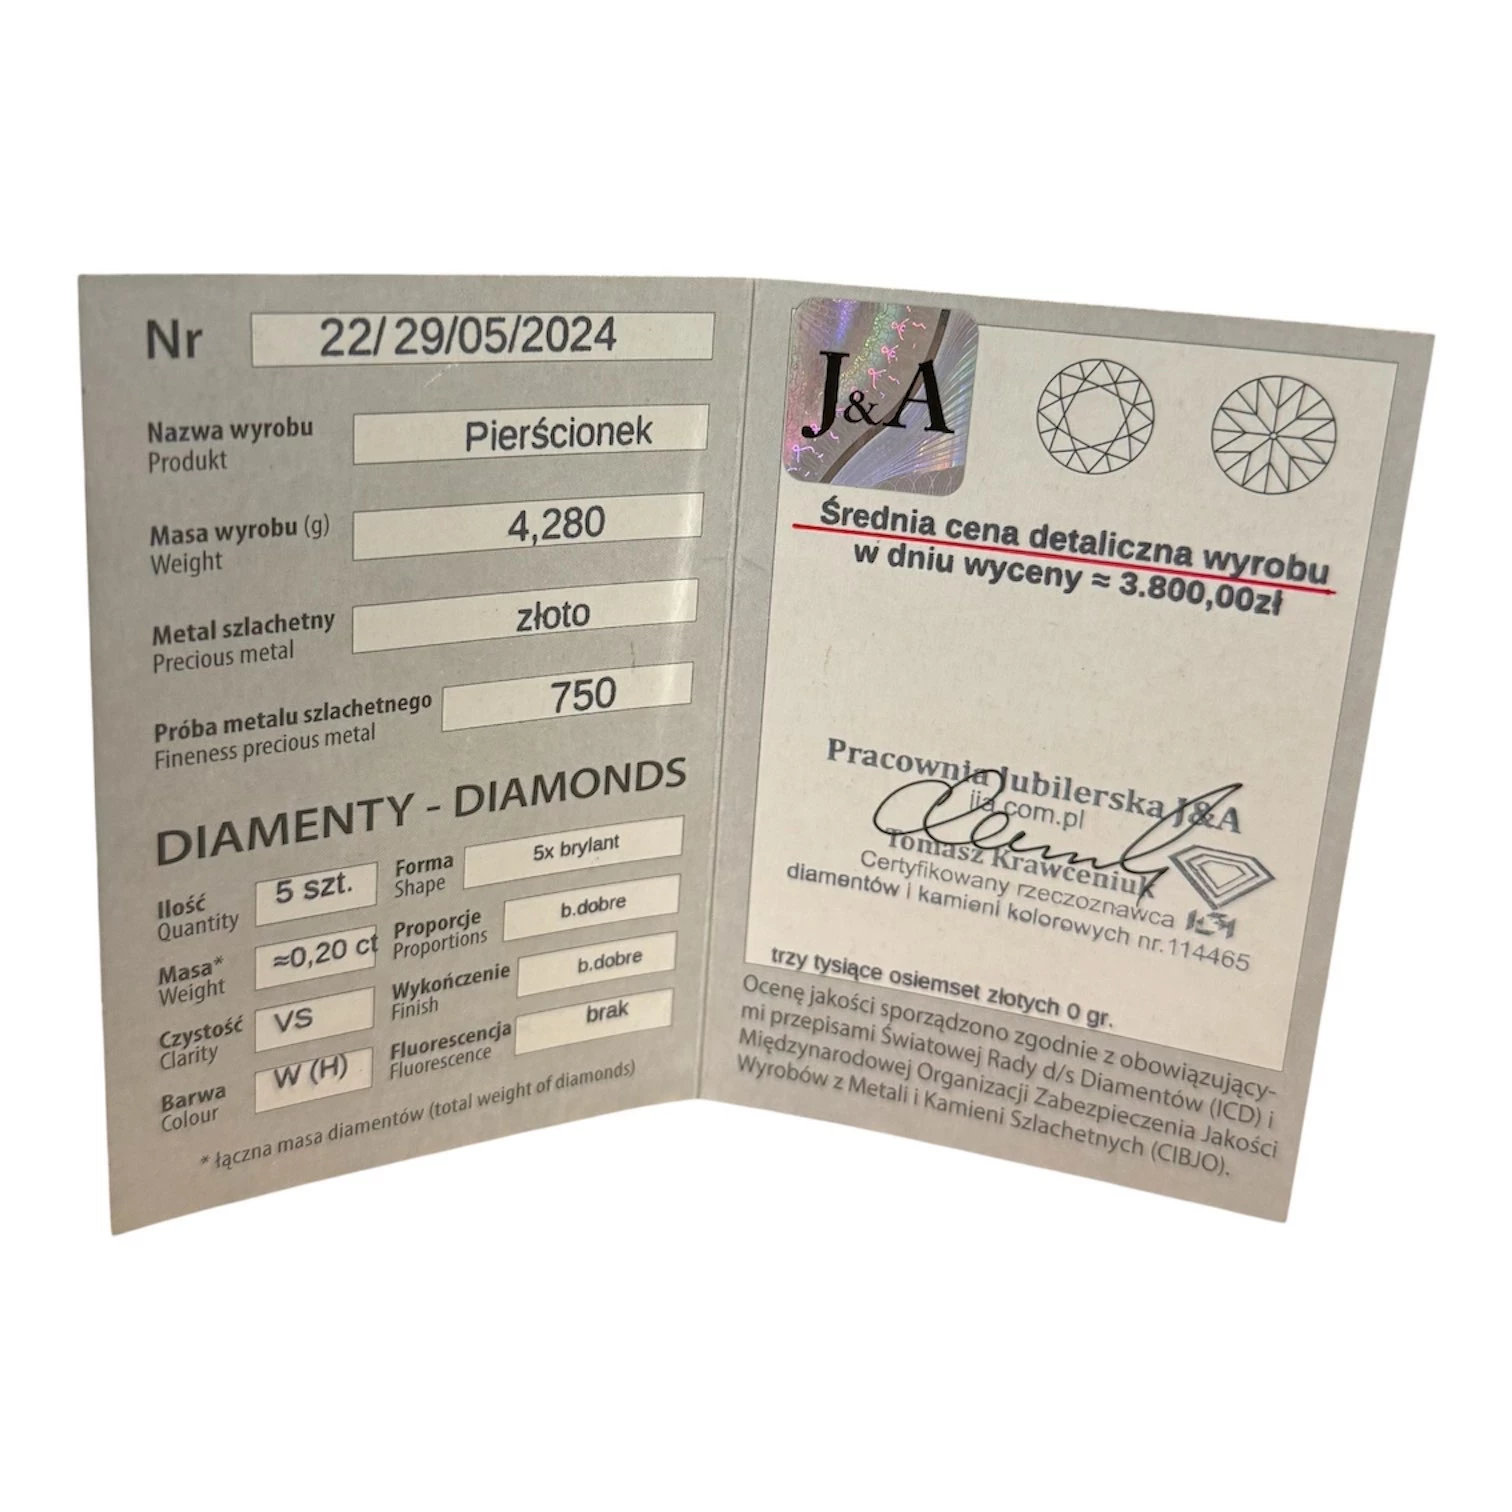 Nr 22/ 29/05/2024
Nazwa wyrobu Pierścionek
Produkt
Masa wyrobu (g) 4,280
Weight
Metal szlachetny złoto
Precious metal
Próba metalu szlachetnego 750
Fineness precious metal
DIAMENTY - DIAMONDS
Ilość 5 szt.
Quantity
Forma 5x brylant
Shape
Masa* ≈0,20 ct
Weight
Proporcje b.dobre
Proportions
Czystość VS
Clarity
Wykończenie b.dobre
Finish
Barwa W (H)
Colour
Fluorescencja brak
Fluorescence
* łączna masa diamentów (total weight of diamonds)
J&A
Średnia cena detaliczna wyrobu
w dniu wyceny ≈ 3.800,00zł
Pracownia Jubilerska J&A
jja.com.pl
Tomasz Krawceniuk
Certyfikowany rzeczoznawca
diamentów i kamieni kolorowych nr.114465
trzy tysiące osiemset złotych 0 gr.
Ocenę jakości sporządzono zgodnie z obowiązujący-
mi przepisami Światowej Rady d/s Diamentów (ICD) i
Międzynarodowej Organizacji Zabezpieczenia Jakości
Wyrobów z Metali i Kamieni Szlachetnych (CIBJO).